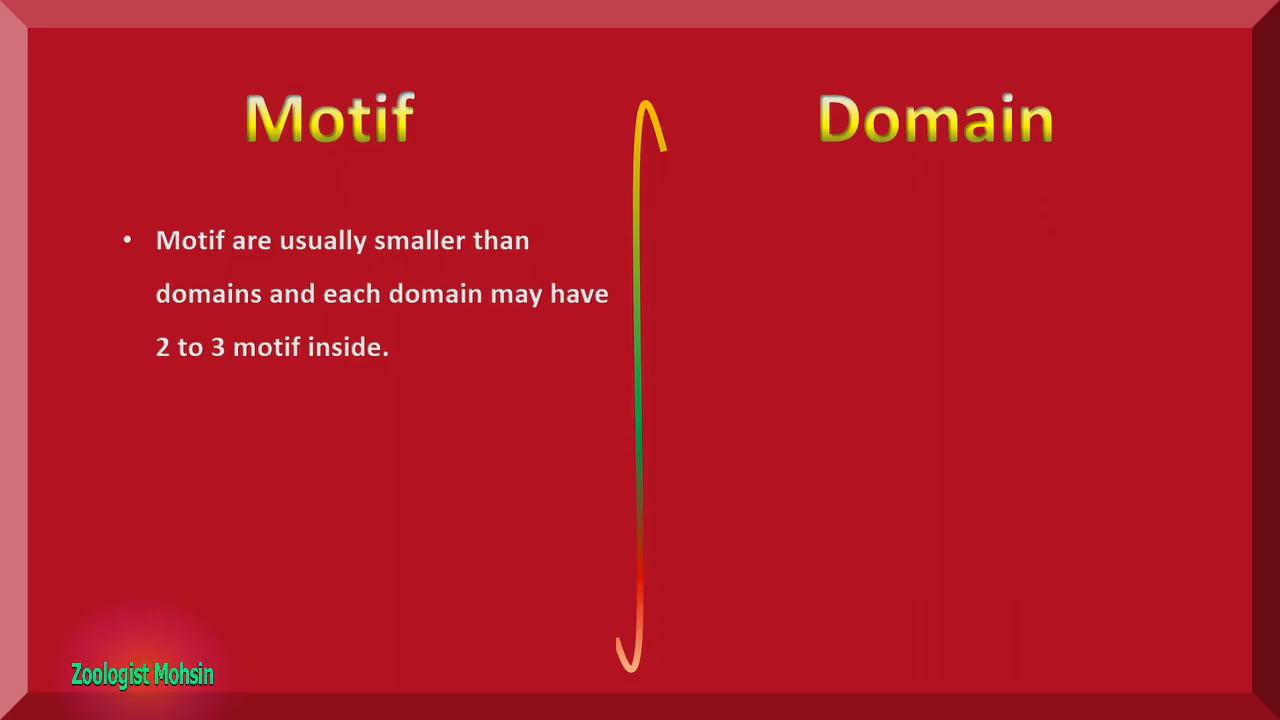 Motif
Domain
• Motif are usually smaller than
domains and each domain may have
2 to 3 motif inside.
Zoologist Mohsin